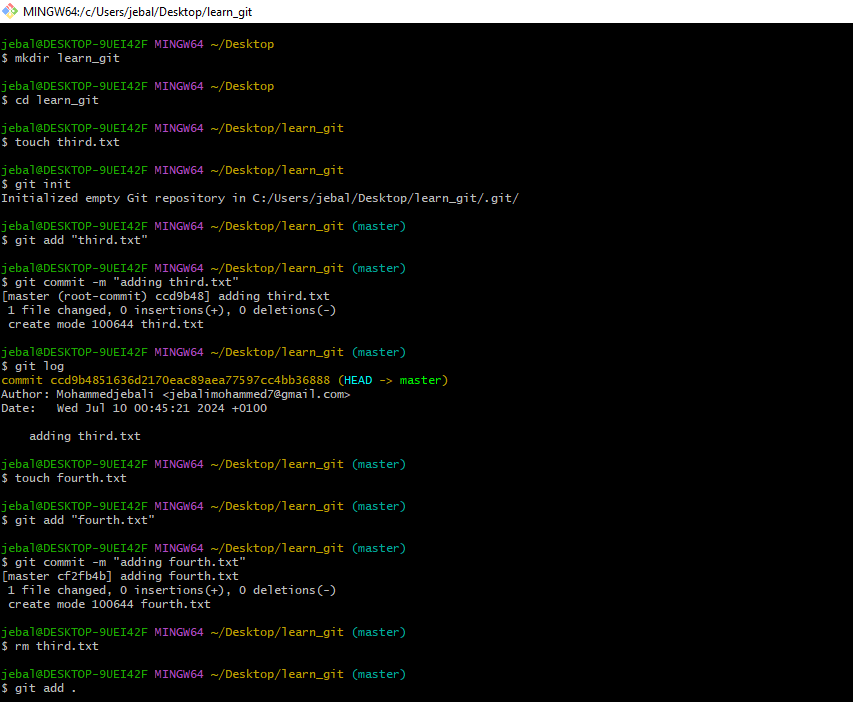 MINGW64:/c/Users/jebal/Desktop/learn_git
jebal@DESKTOP-9UEI42F MINGW64 ~/Desktop
$ mkdir learn_git
jebal@DESKTOP-9UEI42F MINGW64 ~/Desktop
$ cd learn_git
jebal@DESKTOP-9UEI42F MINGW64 ~/Desktop/learn_git
$ touch third.txt
jebal@DESKTOP-9UEI42F MINGW64 ~/Desktop/learn_git
$ git init
Initialized empty Git repository in C:/Users/jebal/Desktop/learn_git/.git/
jebal@DESKTOP-9UEI42F MINGW64 ~/Desktop/learn_git (master)
$ git add "third.txt"
jebal@DESKTOP-9UEI42F MINGW64 ~/Desktop/learn_git (master)
$ git commit -m "adding third.txt"
[master (root-commit) ccd9b48] adding third.txt
 1 file changed, 0 insertions(+), 0 deletions(-)
 create mode 100644 third.txt
jebal@DESKTOP-9UEI42F MINGW64 ~/Desktop/learn_git (master)
$ git log
commit ccd9b4851636d2170eac89aea77597cc4bb36888 (HEAD -> master)
Author: Mohammedjebali <jebalimohammed7@gmail.com>
Date:   Wed Jul 10 00:45:21 2024 +0100
    adding third.txt
jebal@DESKTOP-9UEI42F MINGW64 ~/Desktop/learn_git (master)
$ touch fourth.txt
jebal@DESKTOP-9UEI42F MINGW64 ~/Desktop/learn_git (master)
$ git add "fourth.txt"
jebal@DESKTOP-9UEI42F MINGW64 ~/Desktop/learn_git (master)
$ git commit -m "adding fourth.txt"
[master cf2fb4b] adding fourth.txt
 1 file changed, 0 insertions(+), 0 deletions(-)
 create mode 100644 fourth.txt
jebal@DESKTOP-9UEI42F MINGW64 ~/Desktop/learn_git (master)
$ rm third.txt
jebal@DESKTOP-9UEI42F MINGW64 ~/Desktop/learn_git (master)
$ git add .